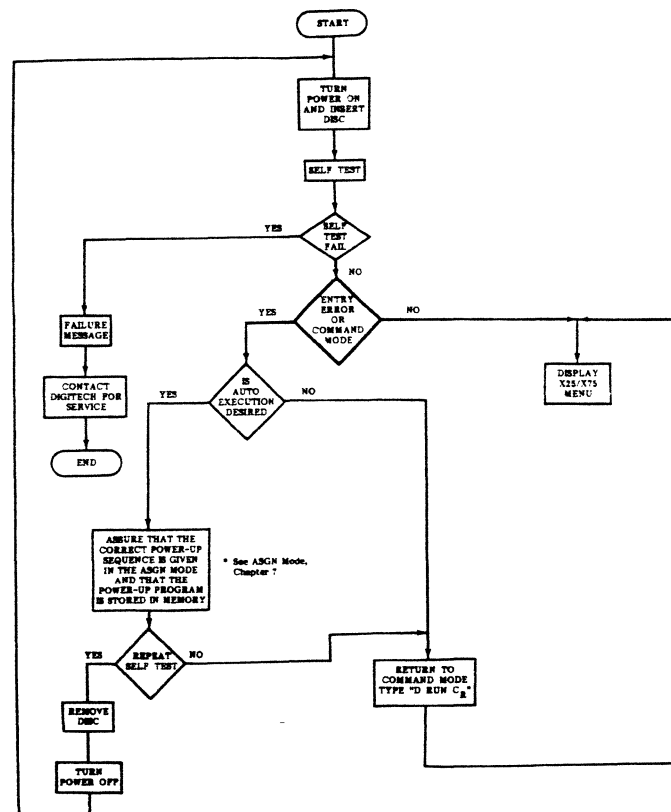 START
TURN
POWER ON
AND INSERT
DISC
SELF TEST
YES
SELF
TEST
FAIL
NO
YES
ENTRY
ERROR
OR
COMMAND
MODE
NO
FAILURE
MESSAGE
CONTACT
DIGITECH FOR
SERVICE
END
YES
IS
AUTO
EXECUTION
DESIRED
NO
DISPLAY
X25/X75
MENU
ASSURE THAT THE
CORRECT POWER-UP
SEQUENCE IS GIVEN
IN THE ASGN MODE
AND THAT THE
POWER-UP PROGRAM
IS STORED IN MEMORY
* See ASGN Mode,
Chapter 7
YES
REPEAT
SELF TEST
NO
RETURN TO
COMMAND MODE
TYPE "D RUN CR"
REMOVE
DISC
TURN
POWER OFF